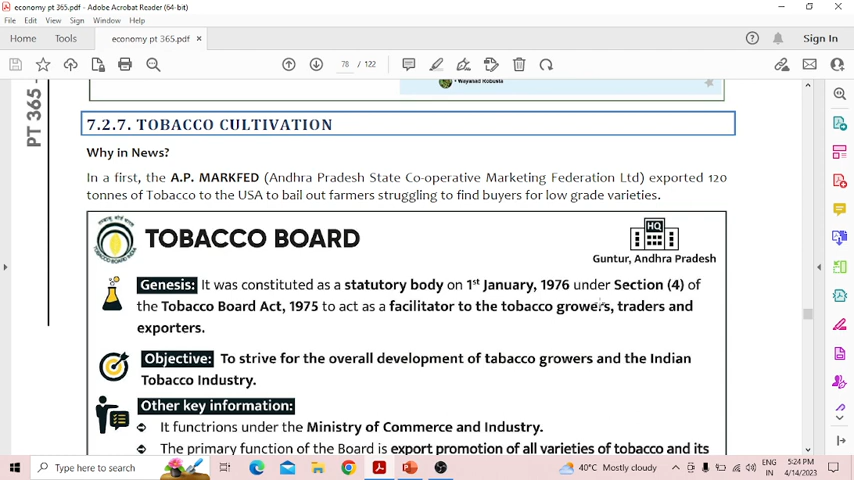 economy pt 365.pdf - Adobe Acrobat Reader (64-bit)
File Edit View Sign Window Help
Home Tools economy pt 365.pdf × Sign In
78 / 122
PT 365 -
Wayanad Robusta
7.2.7. TOBACCO CULTIVATION
Why in News?
In a first, the A.P. MARKFED (Andhra Pradesh State Co-operative Marketing Federation Ltd) exported 120
tonnes of Tobacco to the USA to bail out farmers struggling to find buyers for low grade varieties.
TOBACCO BOARD
HQ
Guntur, Andhra Pradesh
Genesis: It was constituted as a statutory body on 1st January, 1976 under Section (4) of
the Tobacco Board Act, 1975 to act as a facilitator to the tobacco growers, traders and
exporters.
Objective: To strive for the overall development of tabacco growers and the Indian
Tobacco Industry.
Other key information:
It functrions under the Ministry of Commerce and Industry.
The primary function of the Board is export promotion of all varieties of tobacco and its
Type here to search
40°C Mostly cloudy
ENG
IN
5:24 PM
4/14/2023